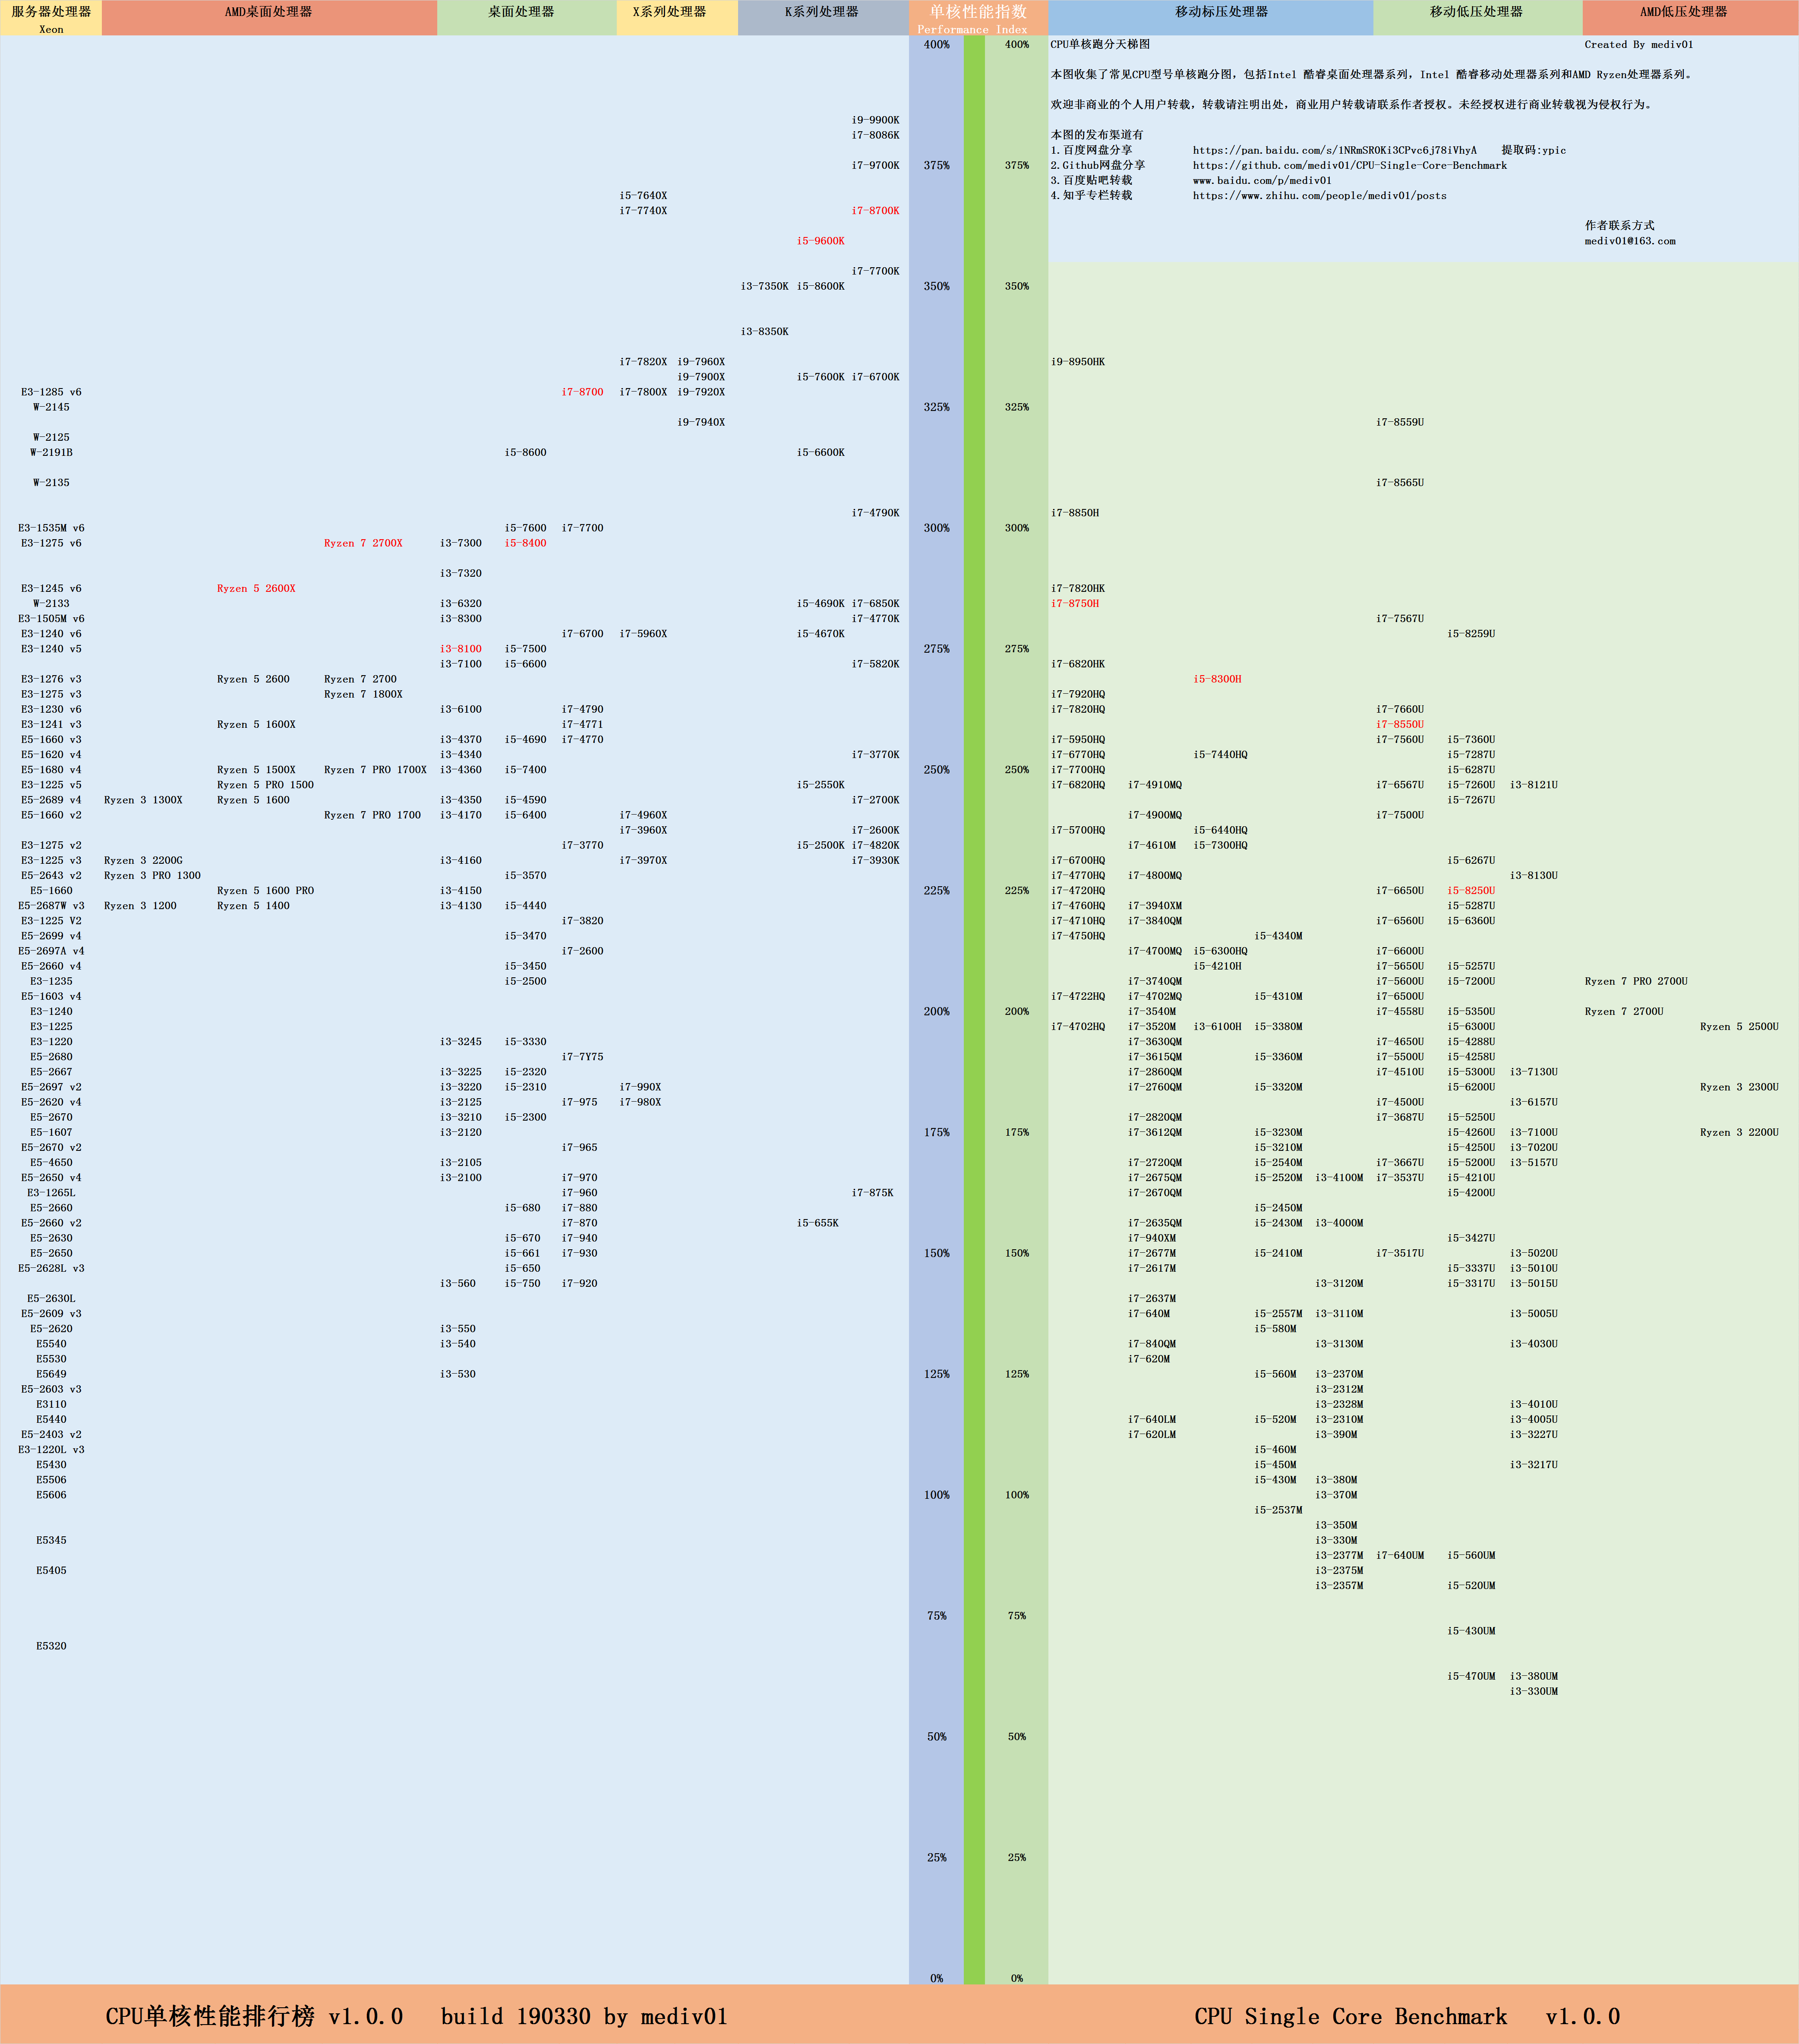 服务器处理器 AMD桌面处理器 桌面处理器 X系列处理器 K系列处理器 单核性能指数 移动标压处理器 移动低压处理器 AMD低压处理器
Xeon Performance Index
400% 400% CPU单核跑分天梯图 Created By mediv01
本图收集了常见CPU型号单核跑分图，包括Intel 酷睿桌面处理器系列，Intel 酷睿移动处理器系列和AMD Ryzen处理器系列。
欢迎非商业的个人用户转载，转载请注明出处，商业用户转载请联系作者授权。未经授权进行商业转载视为侵权行为。
i9-9900K
i7-8086K 本图的发布渠道有
1.百度网盘分享 https://pan.baidu.com/s/1NRmSROKi3CPvc6j78iVhyA 提取码:ypic
i7-9700K 375% 375% 2.Github网盘分享 https://github.com/mediv01/CPU-Single-Core-Benchmark
3.百度贴吧转载 www.baidu.com/p/mediv01
i5-7640X 4.知乎专栏转载 https://www.zhihu.com/people/mediv01/posts
i7-7740X i7-8700K
作者联系方式
i5-9600K mediv01@163.com
i7-7700K
i3-7350K i5-8600K 350% 350%
i3-8350K
i7-7820X i9-7960X i9-8950HK
i9-7900X i5-7600K i7-6700K
E3-1285 v6 i7-8700 i7-7800X i9-7920X
W-2145 325% 325%
i9-7940X i7-8559U
W-2125
W-2191B i5-8600 i5-6600K
W-2135 i7-8565U
i7-4790K i7-8850H
E3-1535M v6 i5-7600 i7-7700 300% 300%
E3-1275 v6 Ryzen 7 2700X i3-7300 i5-8400
i3-7320
E3-1245 v6 Ryzen 5 2600X i7-7820HK
W-2133 i3-6320 i5-4690K i7-6850K i7-8750H
E3-1505M v6 i3-8300 i7-4770K i7-7567U
E3-1240 v6 i7-6700 i7-5960X i5-4670K i5-8259U
E3-1240 v5 i3-8100 i5-7500 275% 275%
i3-7100 i5-6600 i7-5820K i7-6820HK
E3-1276 v3 Ryzen 5 2600 Ryzen 7 2700 i5-8300H
E3-1275 v3 Ryzen 7 1800X i7-7920HQ
E3-1230 v6 i3-6100 i7-4790 i7-7820HQ i7-7660U
E3-1241 v3 Ryzen 5 1600X i7-4771 i7-8550U
E5-1660 v3 i3-4370 i5-4690 i7-4770 i7-5950HQ i7-7560U i5-7360U
E5-1620 v4 i3-4340 i7-3770K i7-6770HQ i5-7440HQ i5-7287U
E5-1680 v4 Ryzen 5 1500X Ryzen 7 PRO 1700X i3-4360 i5-7400 250% 250% i7-7700HQ i5-6287U
E3-1225 v5 Ryzen 5 PRO 1500 i5-2550K i7-6820HQ i7-4910MQ i7-6567U i5-7260U i3-8121U
E5-2689 v4 Ryzen 3 1300X Ryzen 5 1600 i3-4350 i5-4590 i7-2700K i5-7267U
E5-1660 v2 Ryzen 7 PRO 1700 i3-4170 i5-6400 i7-4960X i7-4900MQ i7-7500U
i7-3960X i7-2600K i7-5700HQ i5-6440HQ
E3-1275 v2 i7-3770 i5-2500K i7-4820K i7-4610M i5-7300HQ
E3-1225 v3 Ryzen 3 2200G i3-4160 i7-3970X i7-3930K i7-6700HQ i5-6267U
E5-2643 v2 Ryzen 3 PRO 1300 i5-3570 i7-4770HQ i7-4800MQ i3-8130U
E5-1660 Ryzen 5 1600 PRO i3-4150 225% 225% i7-4720HQ i7-6650U i5-8250U
E5-2687W v3 Ryzen 3 1200 Ryzen 5 1400 i3-4130 i5-4440 i7-4760HQ i7-3940XM i5-5287U
E3-1225 V2 i7-3820 i7-4710HQ i7-3840QM i7-6560U i5-6360U
E5-2699 v4 i5-3470 i7-4750HQ i5-4340M
E5-2697A v4 i7-2600 i7-4700MQ i5-6300HQ i7-6600U
E5-2660 v4 i5-3450 i5-4210H i7-5650U i5-5257U
E3-1235 i5-2500 i7-3740QM i7-5600U i5-7200U Ryzen 7 PRO 2700U
E5-1603 v4 i7-4722HQ i7-4702MQ i5-4310M i7-6500U
E3-1240 200% 200% i7-3540M i7-4558U i5-5350U Ryzen 7 2700U
E3-1225 i7-4702HQ i7-3520M i3-6100H i5-3380M i5-6300U Ryzen 5 2500U
E3-1220 i3-3245 i5-3330 i7-3630QM i7-4650U i5-4288U
E5-2680 i7-7Y75 i7-3615QM i5-3360M i7-5500U i5-4258U
E5-2667 i3-3225 i5-2320 i7-2860QM i7-4510U i5-5300U i3-7130U
E5-2697 v2 i3-3220 i5-2310 i7-990X i7-2760QM i5-3320M i5-6200U Ryzen 3 2300U
E5-2620 v4 i3-2125 i7-975 i7-980X i7-4500U i3-6157U
E5-2670 i3-3210 i5-2300 i7-2820QM i7-3687U i5-5250U
E5-1607 i3-2120 175% 175% i7-3612QM i5-3230M i5-4260U i3-7100U Ryzen 3 2200U
E5-2670 v2 i7-965 i5-3210M i5-4250U i3-7020U
E5-4650 i3-2105 i7-2720QM i5-2540M i7-3667U i5-5200U i3-5157U
E5-2650 v4 i3-2100 i7-970 i7-2675QM i5-2520M i3-4100M i7-3537U i5-4210U
E3-1265L i7-960 i7-875K i7-2670QM i5-4200U
E5-2660 i5-680 i7-880 i5-2450M
E5-2660 v2 i7-870 i5-655K i7-2635QM i5-2430M i3-4000M
E5-2630 i5-670 i7-940 i7-940XM i5-3427U
E5-2650 i5-661 i7-930 150% 150% i7-2677M i5-2410M i7-3517U i3-5020U
E5-2628L v3 i5-650 i7-2617M i5-3337U i3-5010U
i3-560 i5-750 i7-920 i3-3120M i5-3317U i3-5015U
E5-2630L i7-2637M
E5-2609 v3 i7-640M i5-2557M i3-3110M i3-5005U
E5-2620 i3-550 i5-580M
E5540 i3-540 i7-840QM i3-3130M i3-4030U
E5530 i7-620M
E5649 i3-530 125% 125% i5-560M i3-2370M
E5-2603 v3 i3-2312M
E3110 i3-2328M i3-4010U
E5440 i7-640LM i5-520M i3-2310M i3-4005U
E5-2403 v2 i7-620LM i3-390M i3-3227U
E3-1220L v3 i5-460M
E5430 i5-450M i3-3217U
E5506 i5-430M i3-380M
E5606 100% 100% i3-370M
i5-2537M
i3-350M
E5345 i3-330M
i3-2377M i7-640UM i5-560UM
E5405 i3-2375M
i3-2357M i5-520UM
75% 75%
i5-430UM
E5320
i5-470UM i3-380UM
i3-330UM
50% 50%
25% 25%
0% 0%
CPU单核性能排行榜 v1.0.0 build 190330 by mediv01 CPU Single Core Benchmark v1.0.0